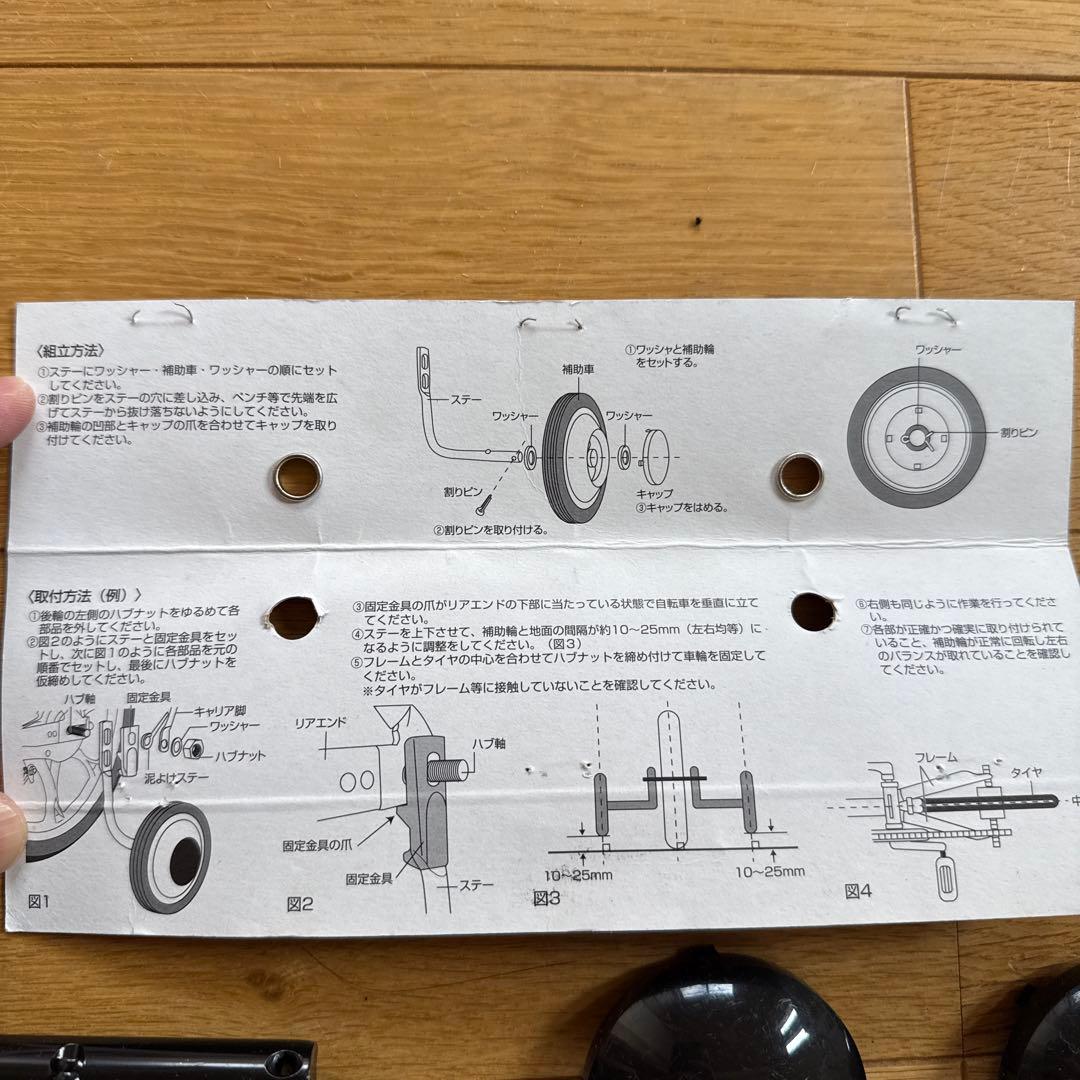 〈組立方法〉
①ステーにワッシャー・補助車・ワッシャーの順にセット
してください。
②割りピンをステーの穴に差し込み、ペンチ等で先端を広
げてステーから抜け落ちないようにしてください。
③補助輪の凹部とキャップの爪を合わせてキャップを取り
付けてください。
①ワッシャと補助輪
をセットする。
補助車
ステー
ワッシャー
ワッシャー
割りピン
②割りピンを取り付ける。
キャップ
③キャップをはめる。
ワッシャー
割りピン
〈取付方法（例）〉
①後輪の左側のハブナットをゆるめて各
部品を外してください。
②図2のようにステーと固定金具をセッ
トし、次に図1のように各部品を元の
順番でセットし、最後にハブナットを
仮締めしてください。
③固定金具の爪がリアエンドの下部に当たっている状態で自転車を垂直に立て
てください。
④ステーを上下させて、補助輪と地面の間隔が約10～25mm（左右均等）に
なるように調整をしてください。（図3）
⑤フレームとタイヤの中心を合わせてハブナットを締め付けて車輪を固定して
ください。
※タイヤがフレーム等に接触していないことを確認してください。
⑥右側も同じように作業を行ってくださ
い。
⑦各部が正確かつ確実に取り付けられて
いること、補助輪が正常に回転し左右
のバランスが取れていることを確認し
てください。
ハブ軸
固定金具
キャリア脚
ワッシャー
ハブナット
泥よけステー
図1
リアエンド
ハブ軸
固定金具の爪
固定金具
ステー
図2
10～25mm
10～25mm
図3
フレーム
タイヤ
中
図4